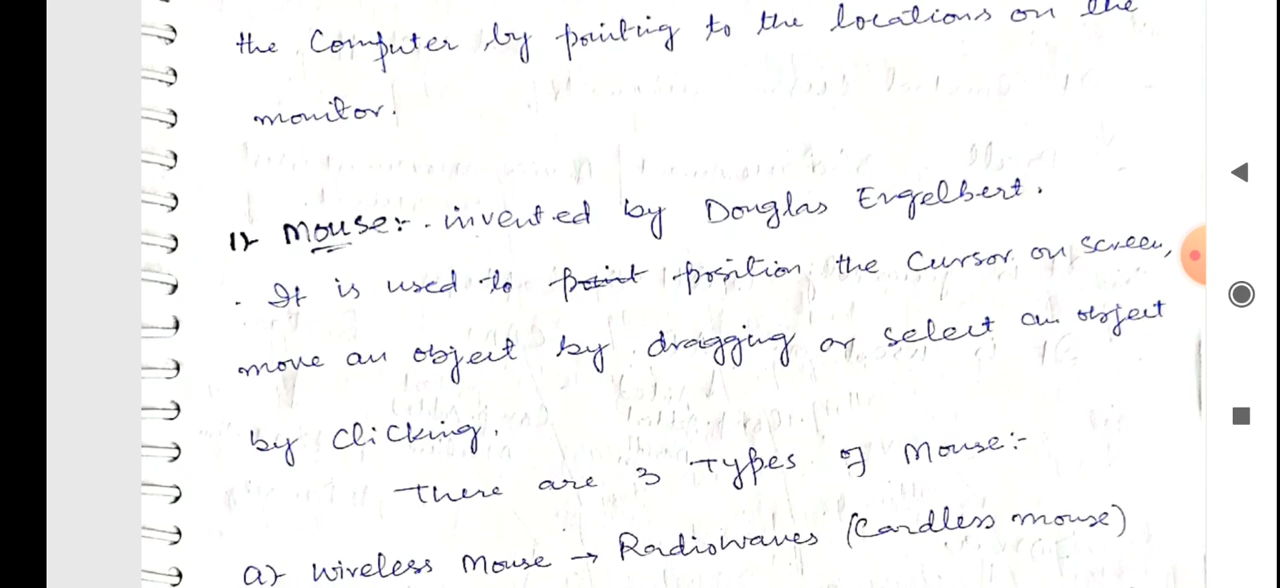 the Computer by pointing to the locations on the
monitor.
1) Mouse:- . invented by Douglas Engelbert.
. It is used to point position the cursor on screen,
move an object by dragging or select an object
by clicking.
There are 3 Types of Mouse:-
a) Wireless Mouse → Radiowaves (Cardless mouse)